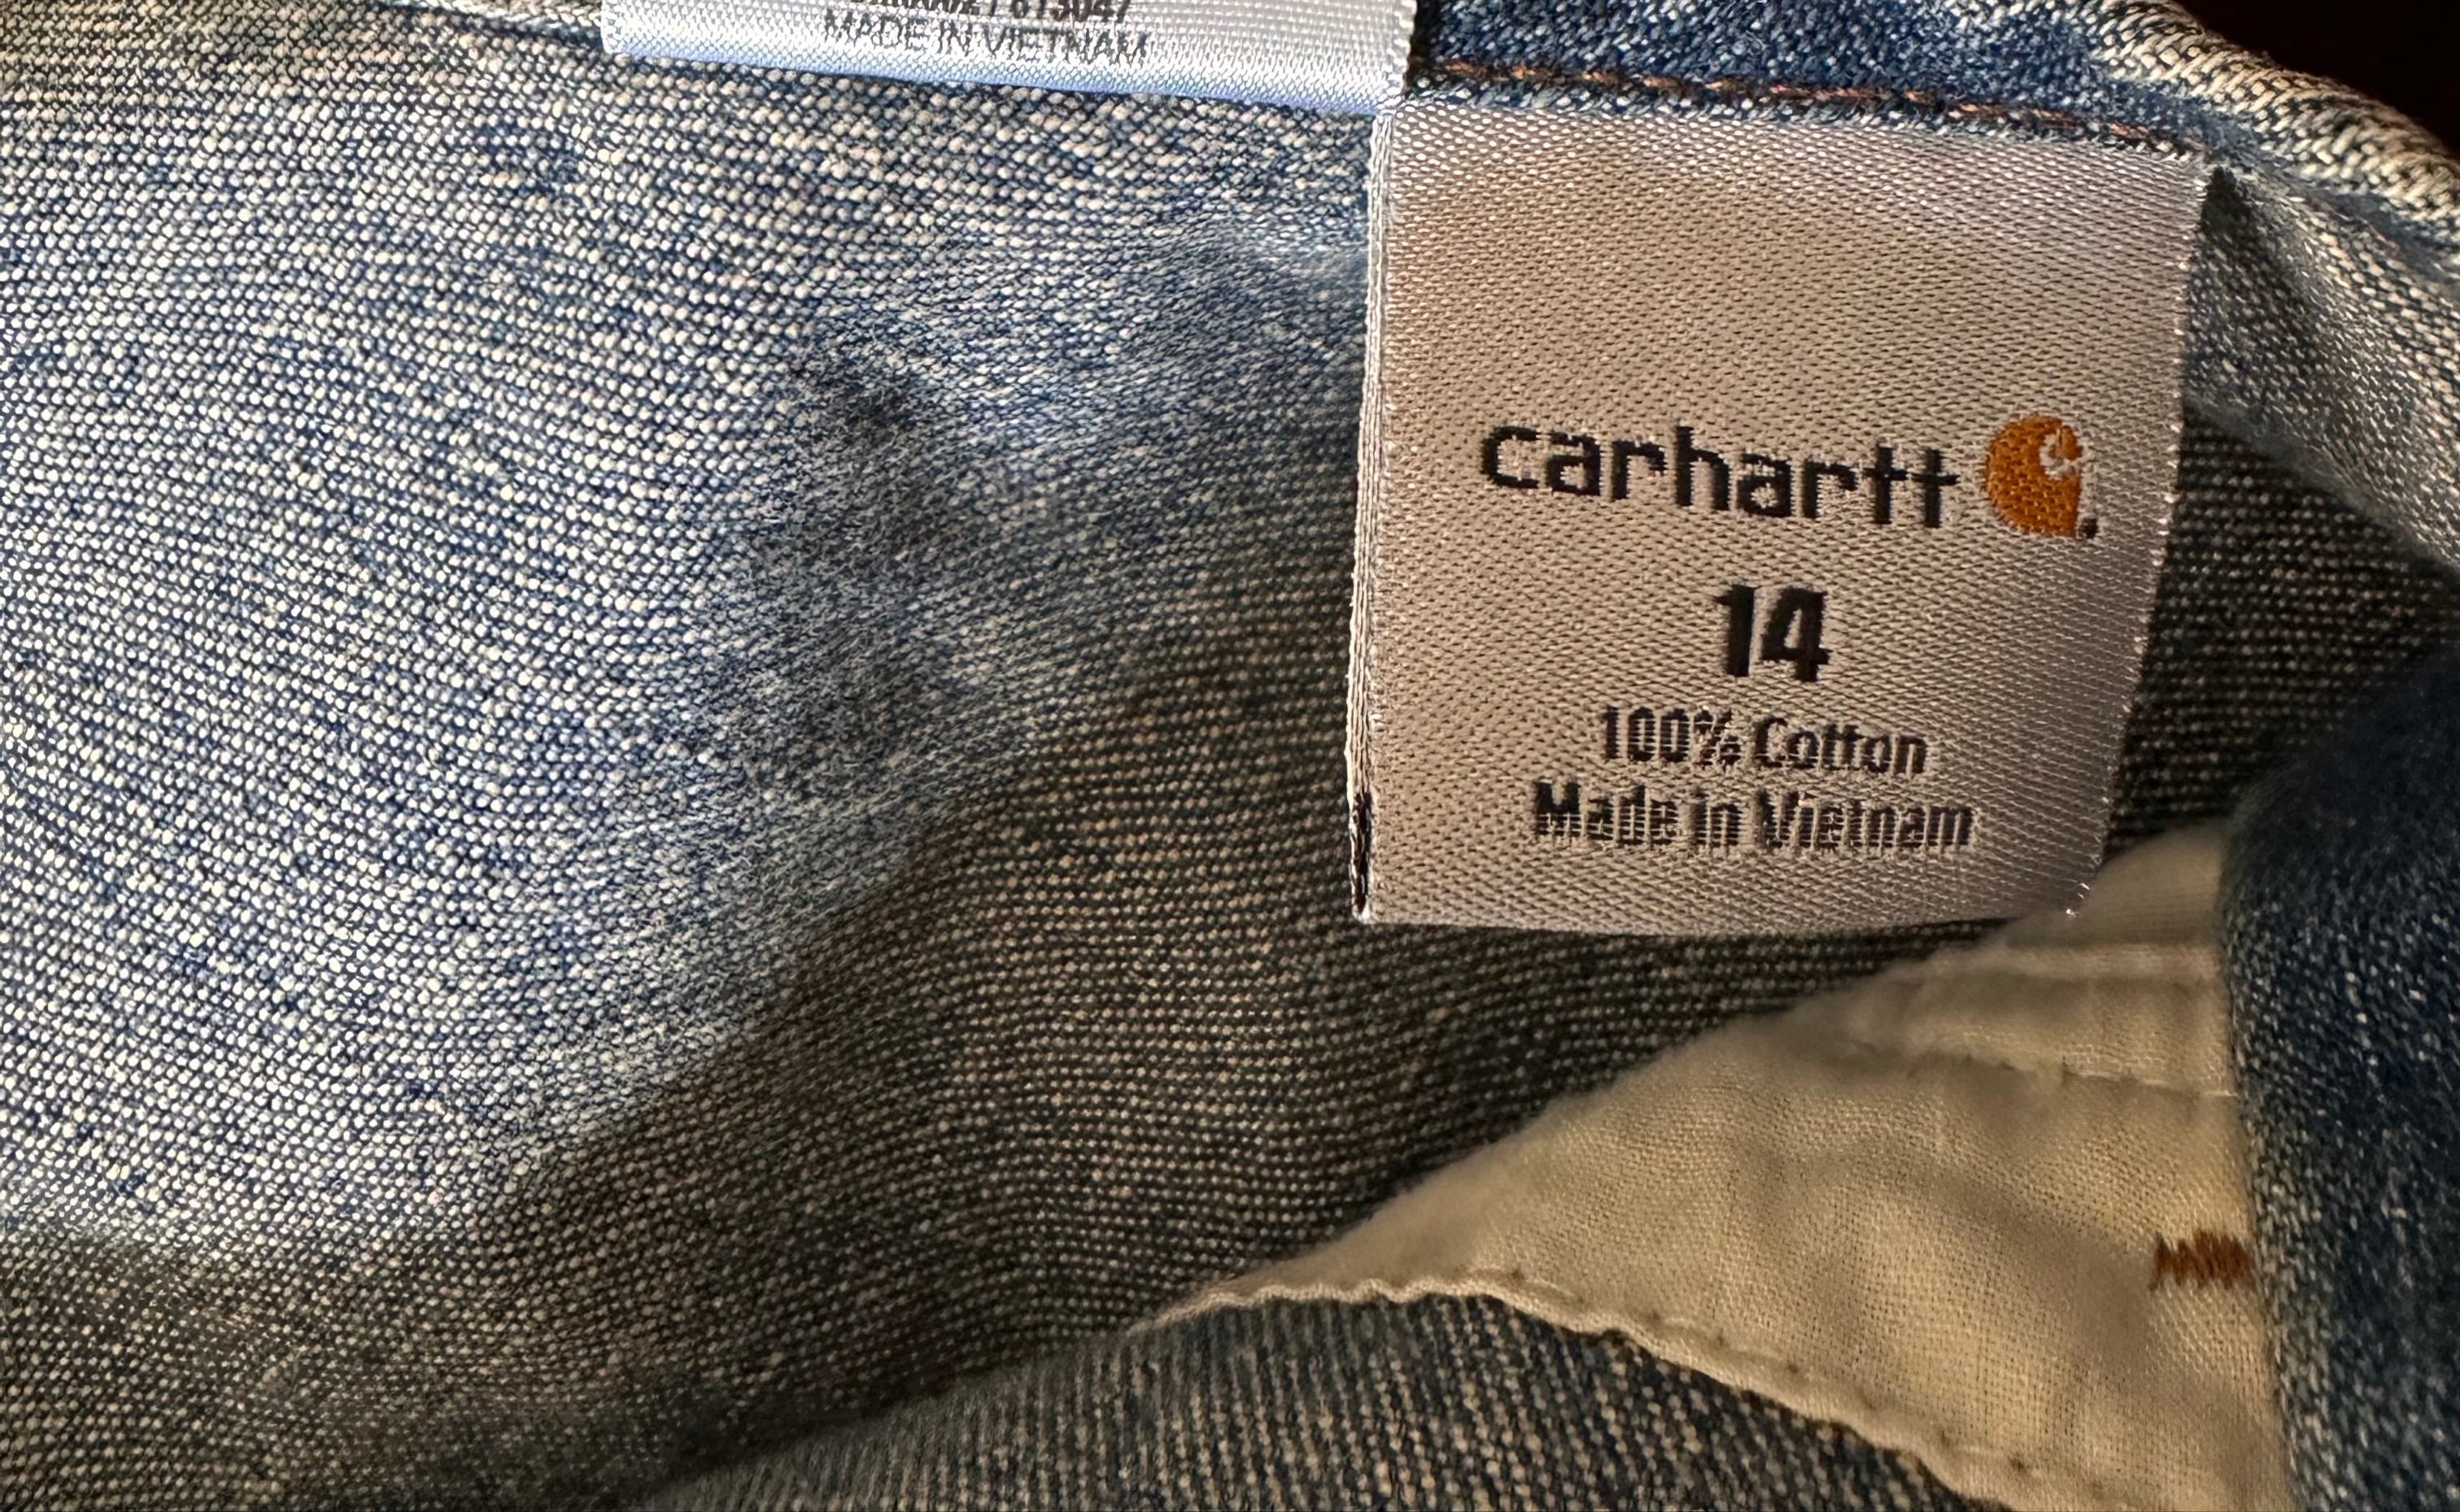 MADE IN VIETNAM
carhartt
14
100% Cotton
Made in Vietnam